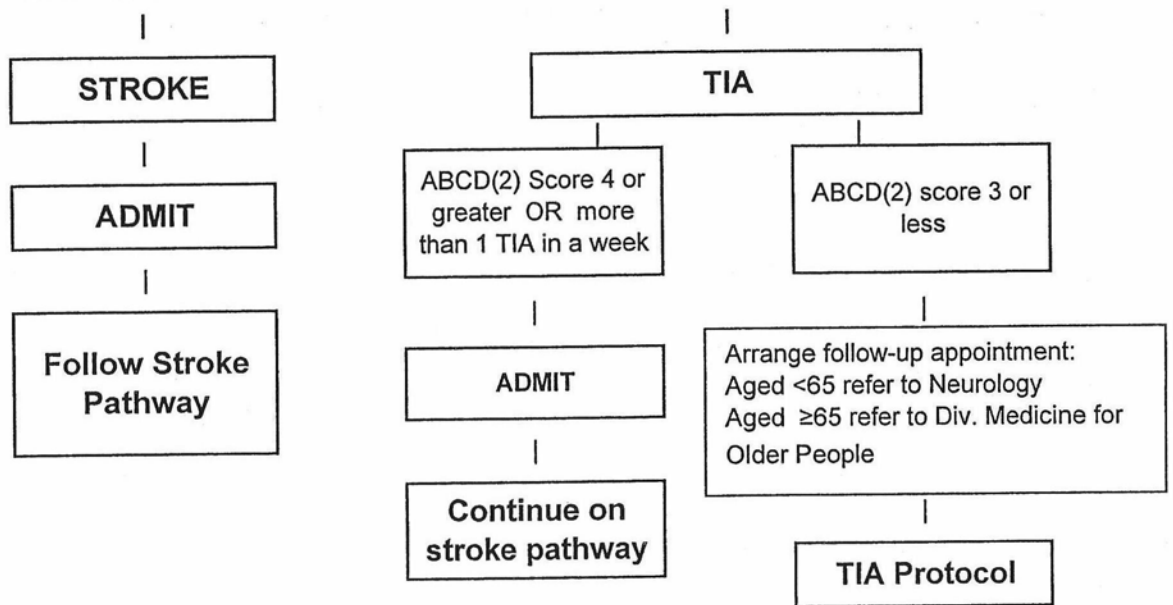 STROKE
ADMIT
Follow Stroke
Pathway
TIA
ABCD(2) Score 4 or
greater OR more
than 1 TIA in a week
ADMIT
Continue on
stroke pathway
ABCD(2) score 3 or
less
Arrange follow-up appointment:
Aged <65 refer to Neurology
Aged ≥65 refer to Div. Medicine for
Older People
TIA Protocol